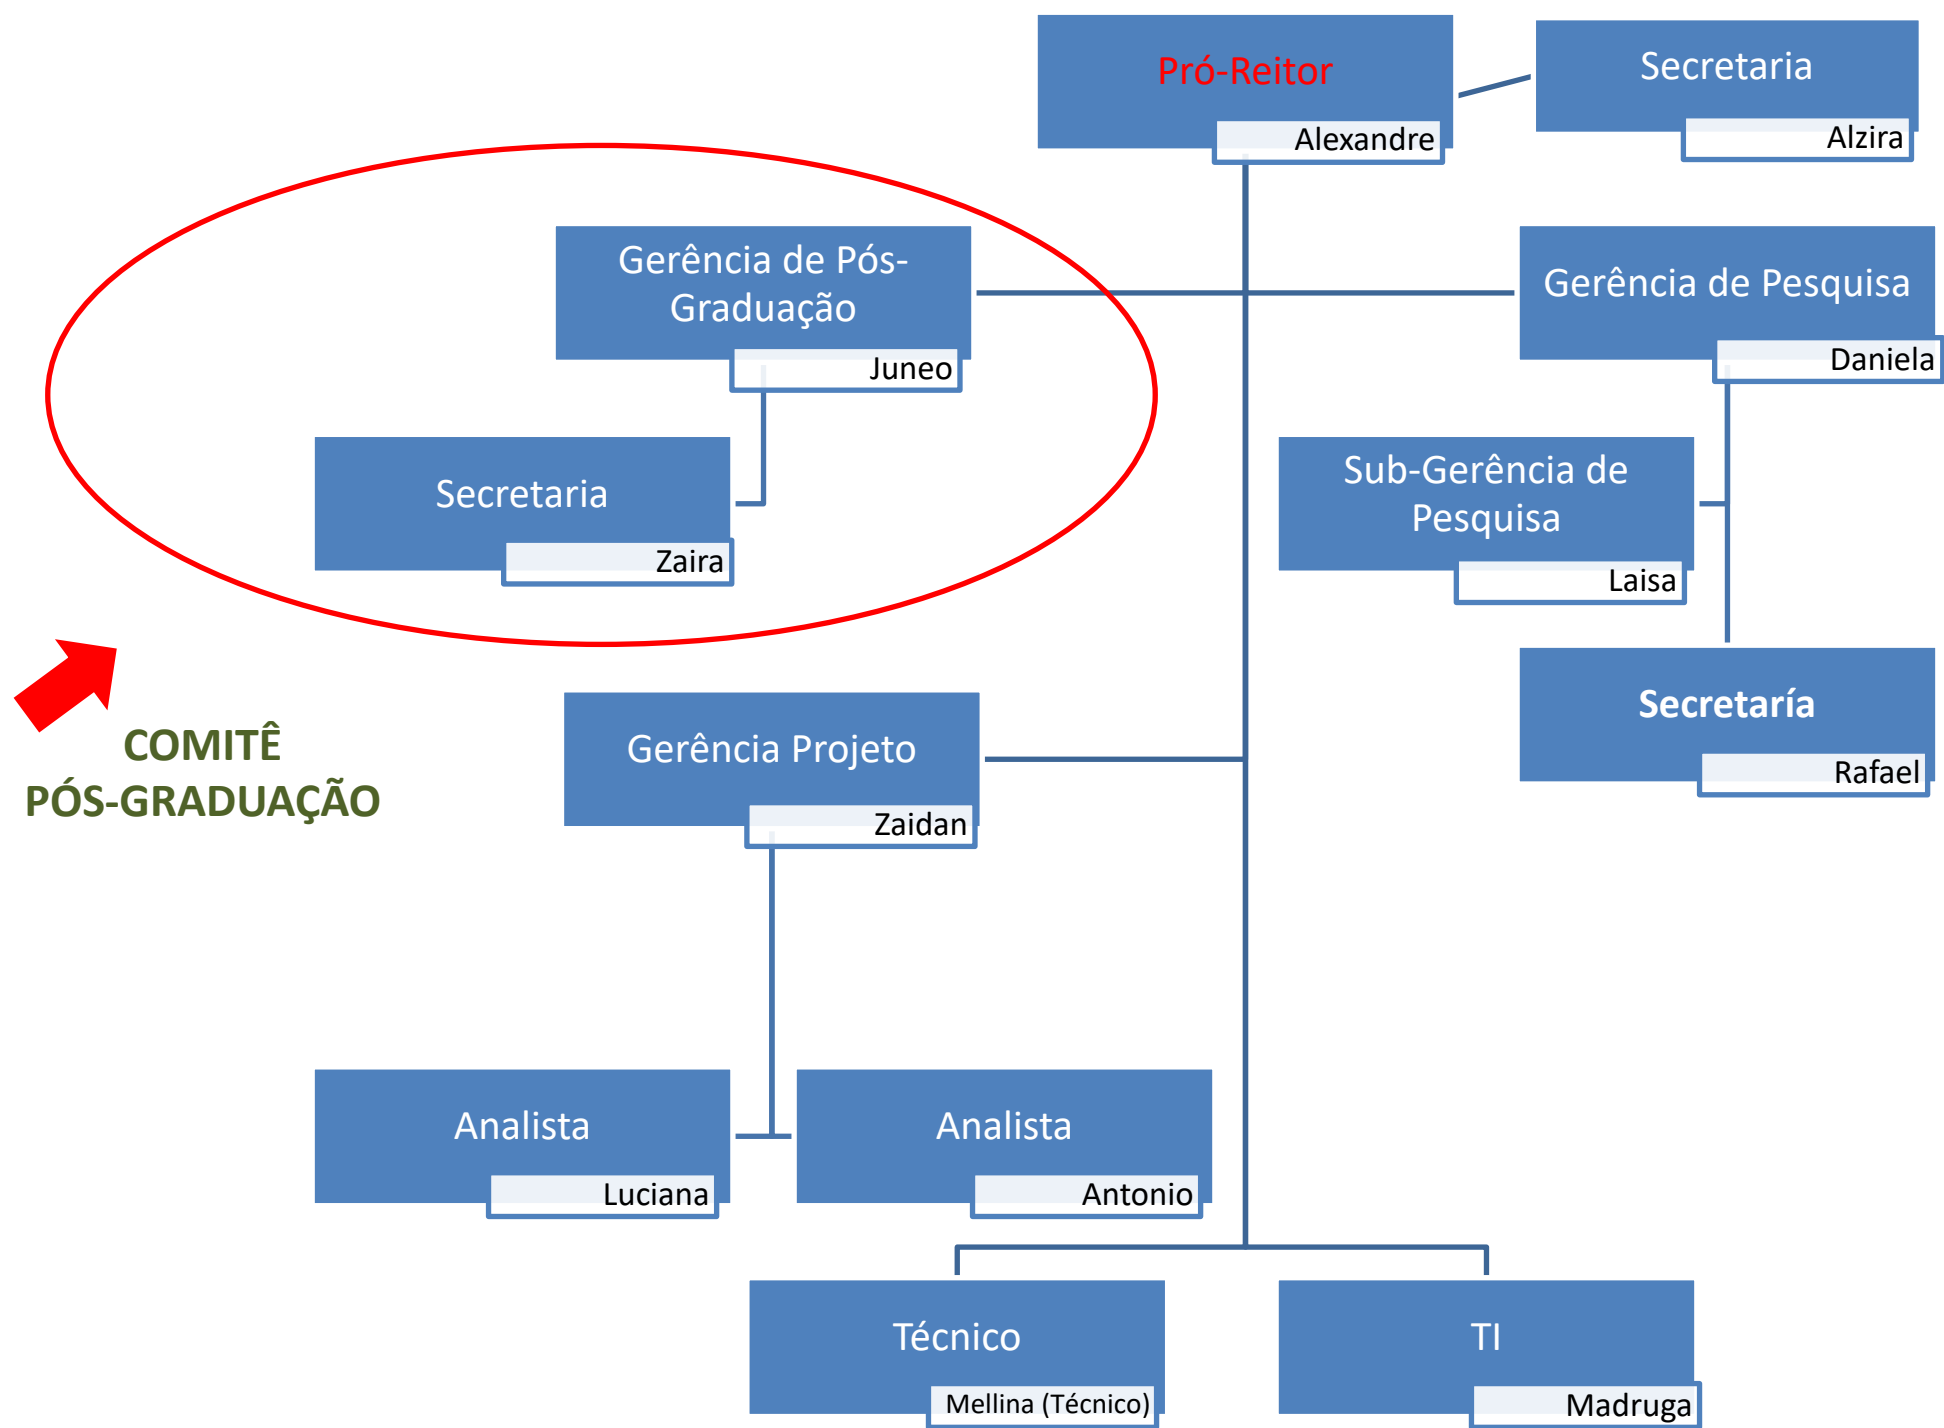 Pró-Reitor
Alexandre
Secretaria
Alzira
Gerência de Pós-
Graduação
Juneo
Gerência de Pesquisa
Daniela
Secretaria
Zaira
Sub-Gerência de
Pesquisa
Laisa
Secretaría
Rafael
COMITÊ
PÓS-GRADUAÇÃO
Gerência Projeto
Zaidan
Analista
Luciana
Analista
Antonio
Técnico
Mellina (Técnico)
TI
Madruga